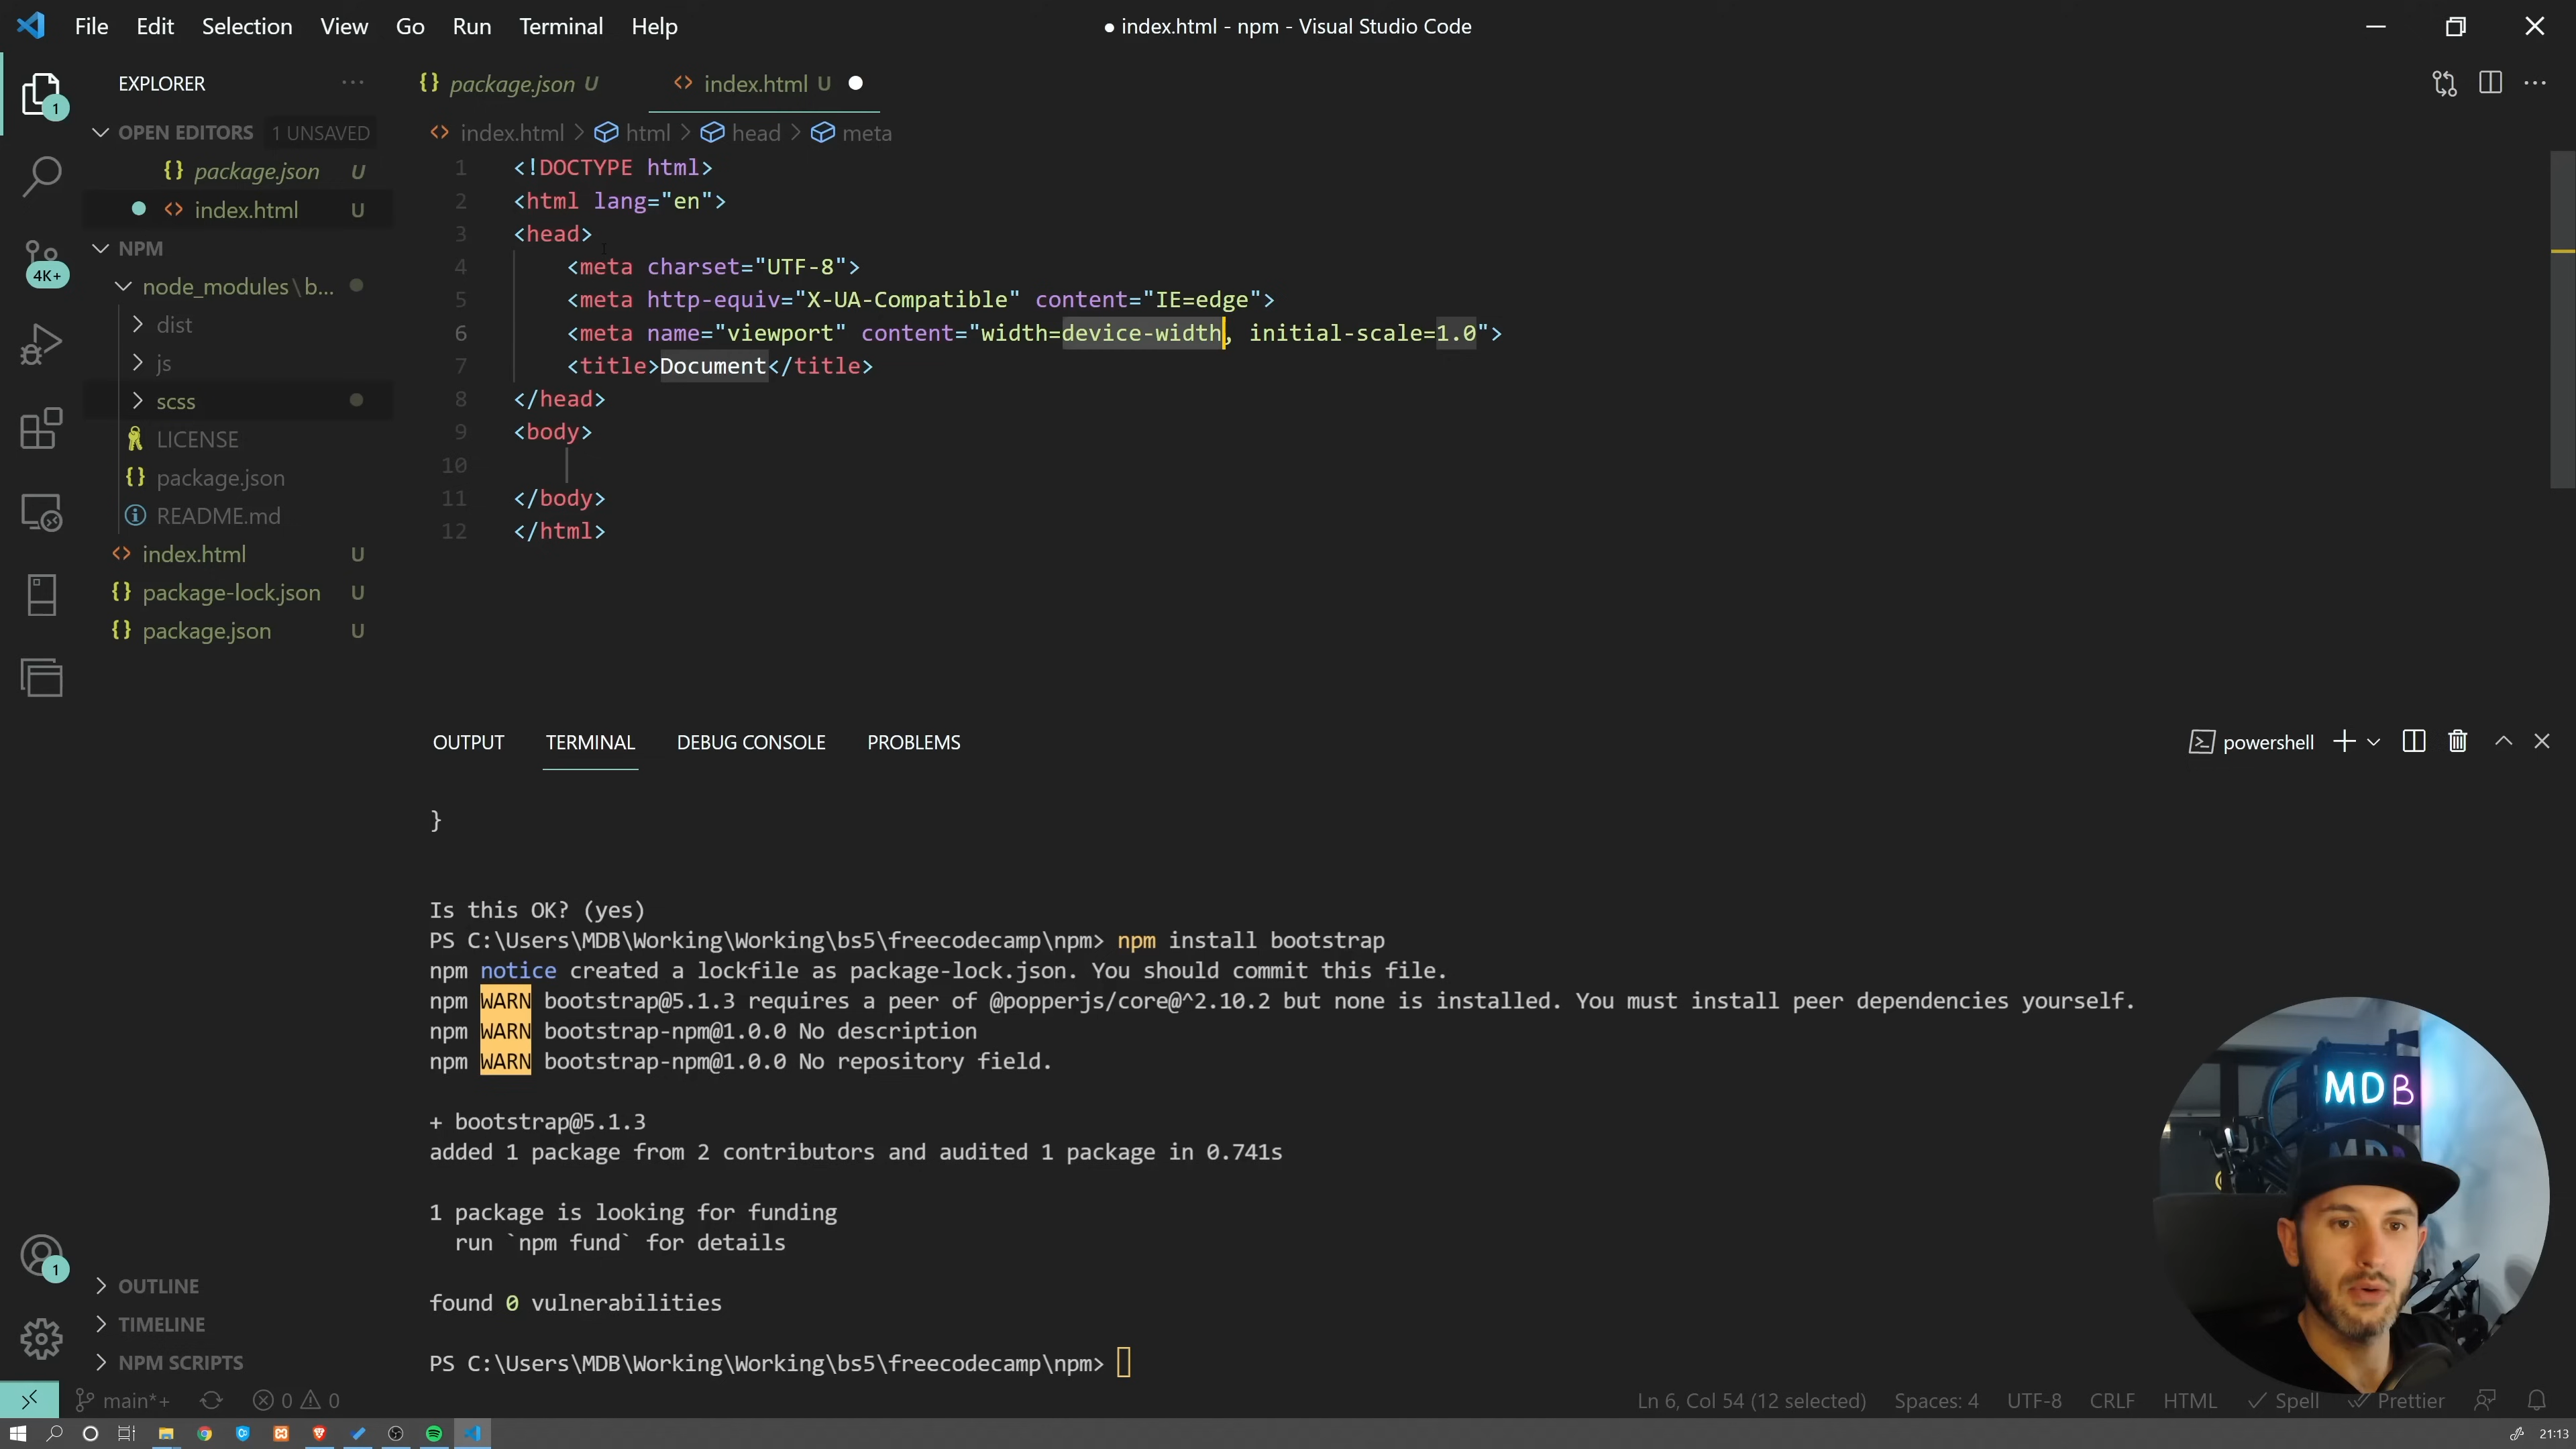 File Edit Selection View Go Run Terminal Help
● index.html - npm - Visual Studio Code
EXPLORER
OPEN EDITORS 1 UNSAVED
{} package.json U
<> index.html U
NPM
node_modules\b...
dist
js
scss
LICENSE
{} package.json
README.md
<> index.html U
{} package-lock.json U
{} package.json U
OUTLINE
TIMELINE
NPM SCRIPTS
1
4K+
1
{} package.json U
<> index.html U ●
<> index.html > html > head > meta
1 <!DOCTYPE html>
2 <html lang="en">
3 <head>
4 <meta charset="UTF-8">
5 <meta http-equiv="X-UA-Compatible" content="IE=edge">
6 <meta name="viewport" content="width=device-width, initial-scale=1.0">
7 <title>Document</title>
8 </head>
9 <body>
10
11 </body>
12 </html>
OUTPUT TERMINAL DEBUG CONSOLE PROBLEMS
powershell
}
Is this OK? (yes)
PS C:\Users\MDB\Working\Working\bs5\freecodecamp\npm> npm install bootstrap
npm notice created a lockfile as package-lock.json. You should commit this file.
npm WARN bootstrap@5.1.3 requires a peer of @popperjs/core@^2.10.2 but none is installed. You must install peer dependencies yourself.
npm WARN bootstrap-npm@1.0.0 No description
npm WARN bootstrap-npm@1.0.0 No repository field.
+ bootstrap@5.1.3
added 1 package from 2 contributors and audited 1 package in 0.741s
1 package is looking for funding
run `npm fund` for details
found 0 vulnerabilities
PS C:\Users\MDB\Working\Working\bs5\freecodecamp\npm>
MDB
MDB
main*+ 0 0
Ln 6, Col 54 (12 selected) Spaces: 4 UTF-8 CRLF HTML Spell Prettier
21:13